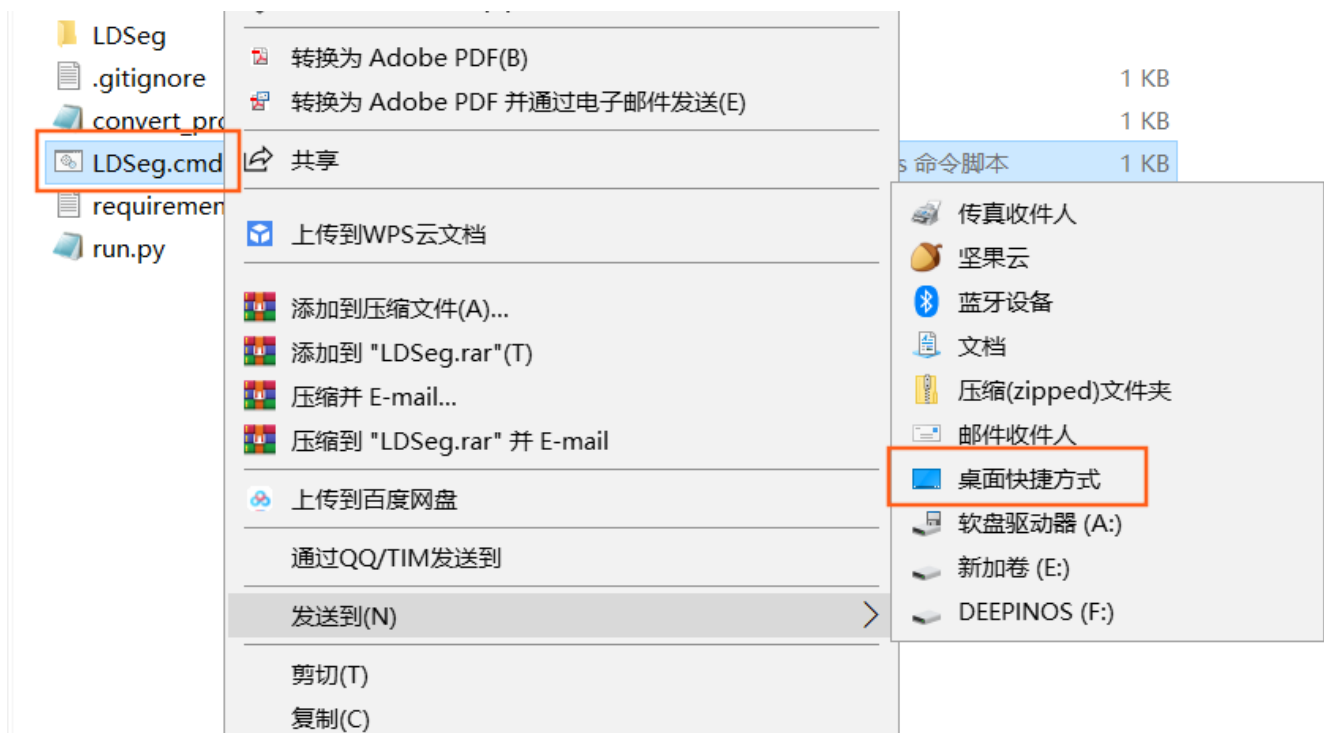 LDSeg
.gitignore
1 KB
convert_pro
1 KB
LDSeg.cmd
s 命令脚本
1 KB
requiremen
run.py
转换为 Adobe PDF(B)
转换为 Adobe PDF 并通过电子邮件发送(E)
共享
上传到WPS云文档
添加到压缩文件(A)...
添加到 "LDSeg.rar"(T)
压缩并 E-mail...
压缩到 "LDSeg.rar" 并 E-mail
上传到百度网盘
通过QQ/TIM发送到
发送到(N)
剪切(T)
复制(C)
传真收件人
坚果云
蓝牙设备
文档
压缩(zipped)文件夹
邮件收件人
桌面快捷方式
软盘驱动器 (A:)
新加卷 (E:)
DEEPINOS (F:)